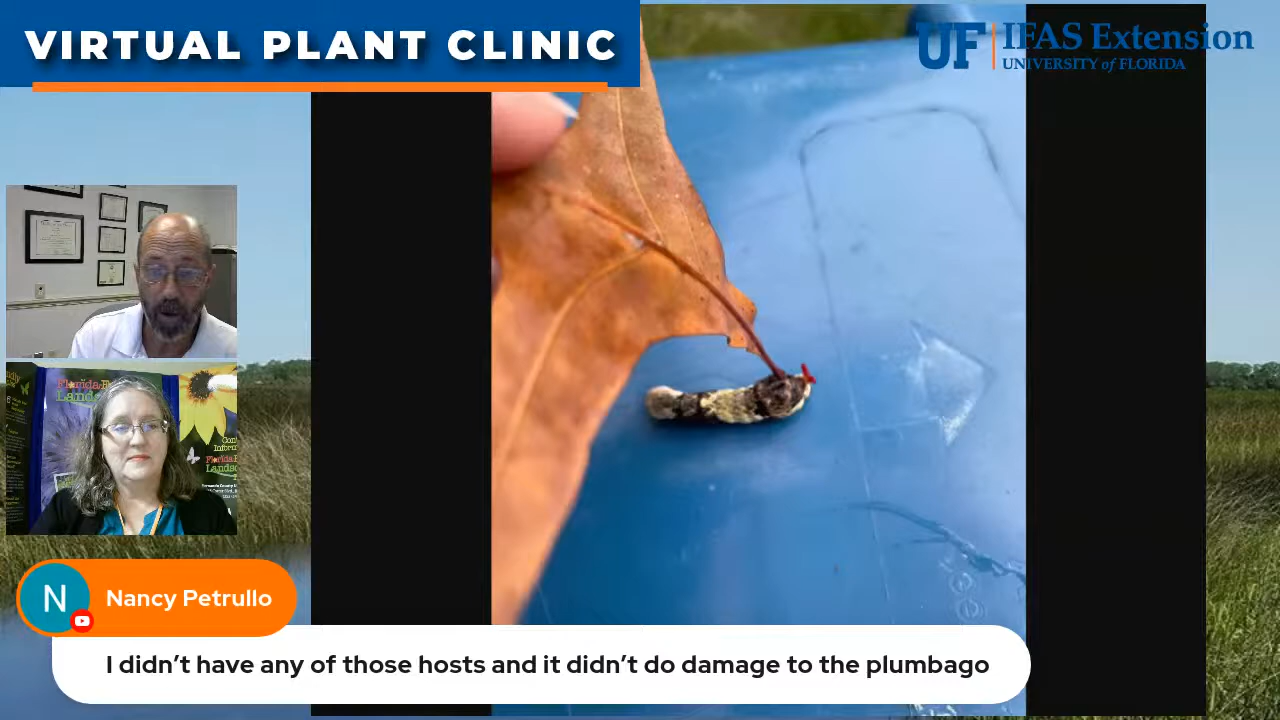 VIRTUAL PLANT CLINIC
UF IFAS Extension
UNIVERSITY of FLORIDA
N Nancy Petrullo
I didn't have any of those hosts and it didn't do damage to the plumbago